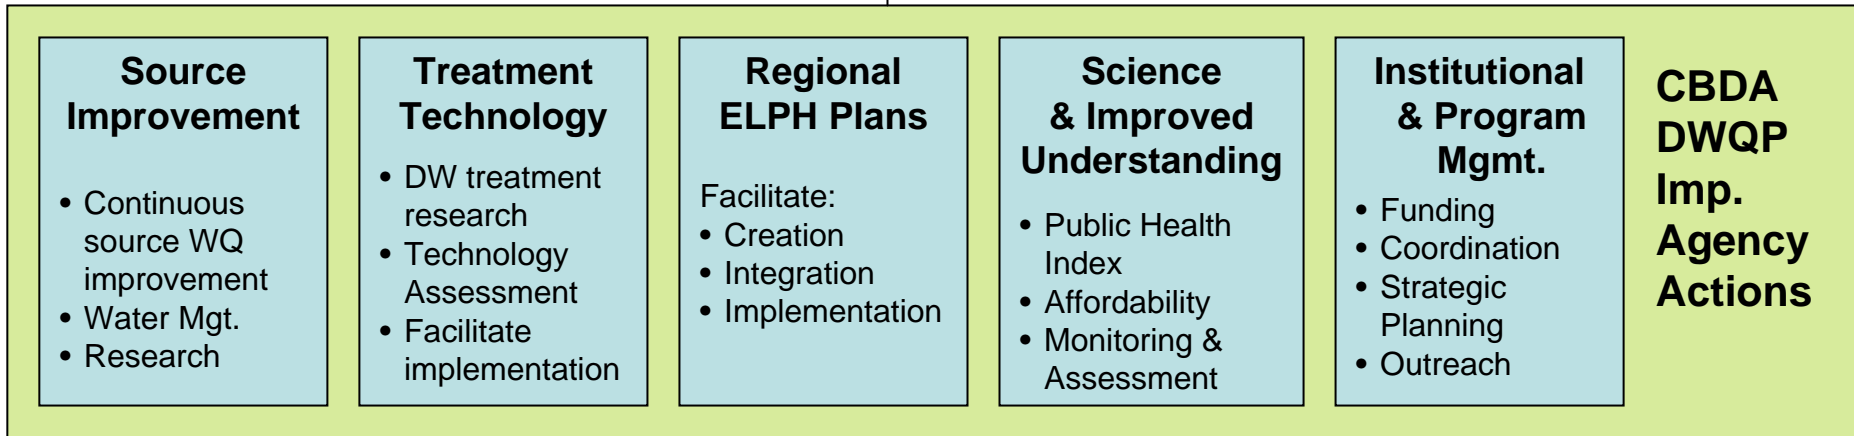 Source
Improvement
• Continuous
source WQ
improvement
• Water Mgt.
• Research
Treatment
Technology
• DW treatment
research
• Technology
Assessment
• Facilitate
implementation
Regional
ELPH Plans
Facilitate:
• Creation
• Integration
• Implementation
Science
& Improved
Understanding
• Public Health
Index
• Affordability
• Monitoring &
Assessment
Institutional
& Program
Mgmt.
• Funding
• Coordination
• Strategic
Planning
• Outreach
CBDA
DWQP
Imp.
Agency
Actions